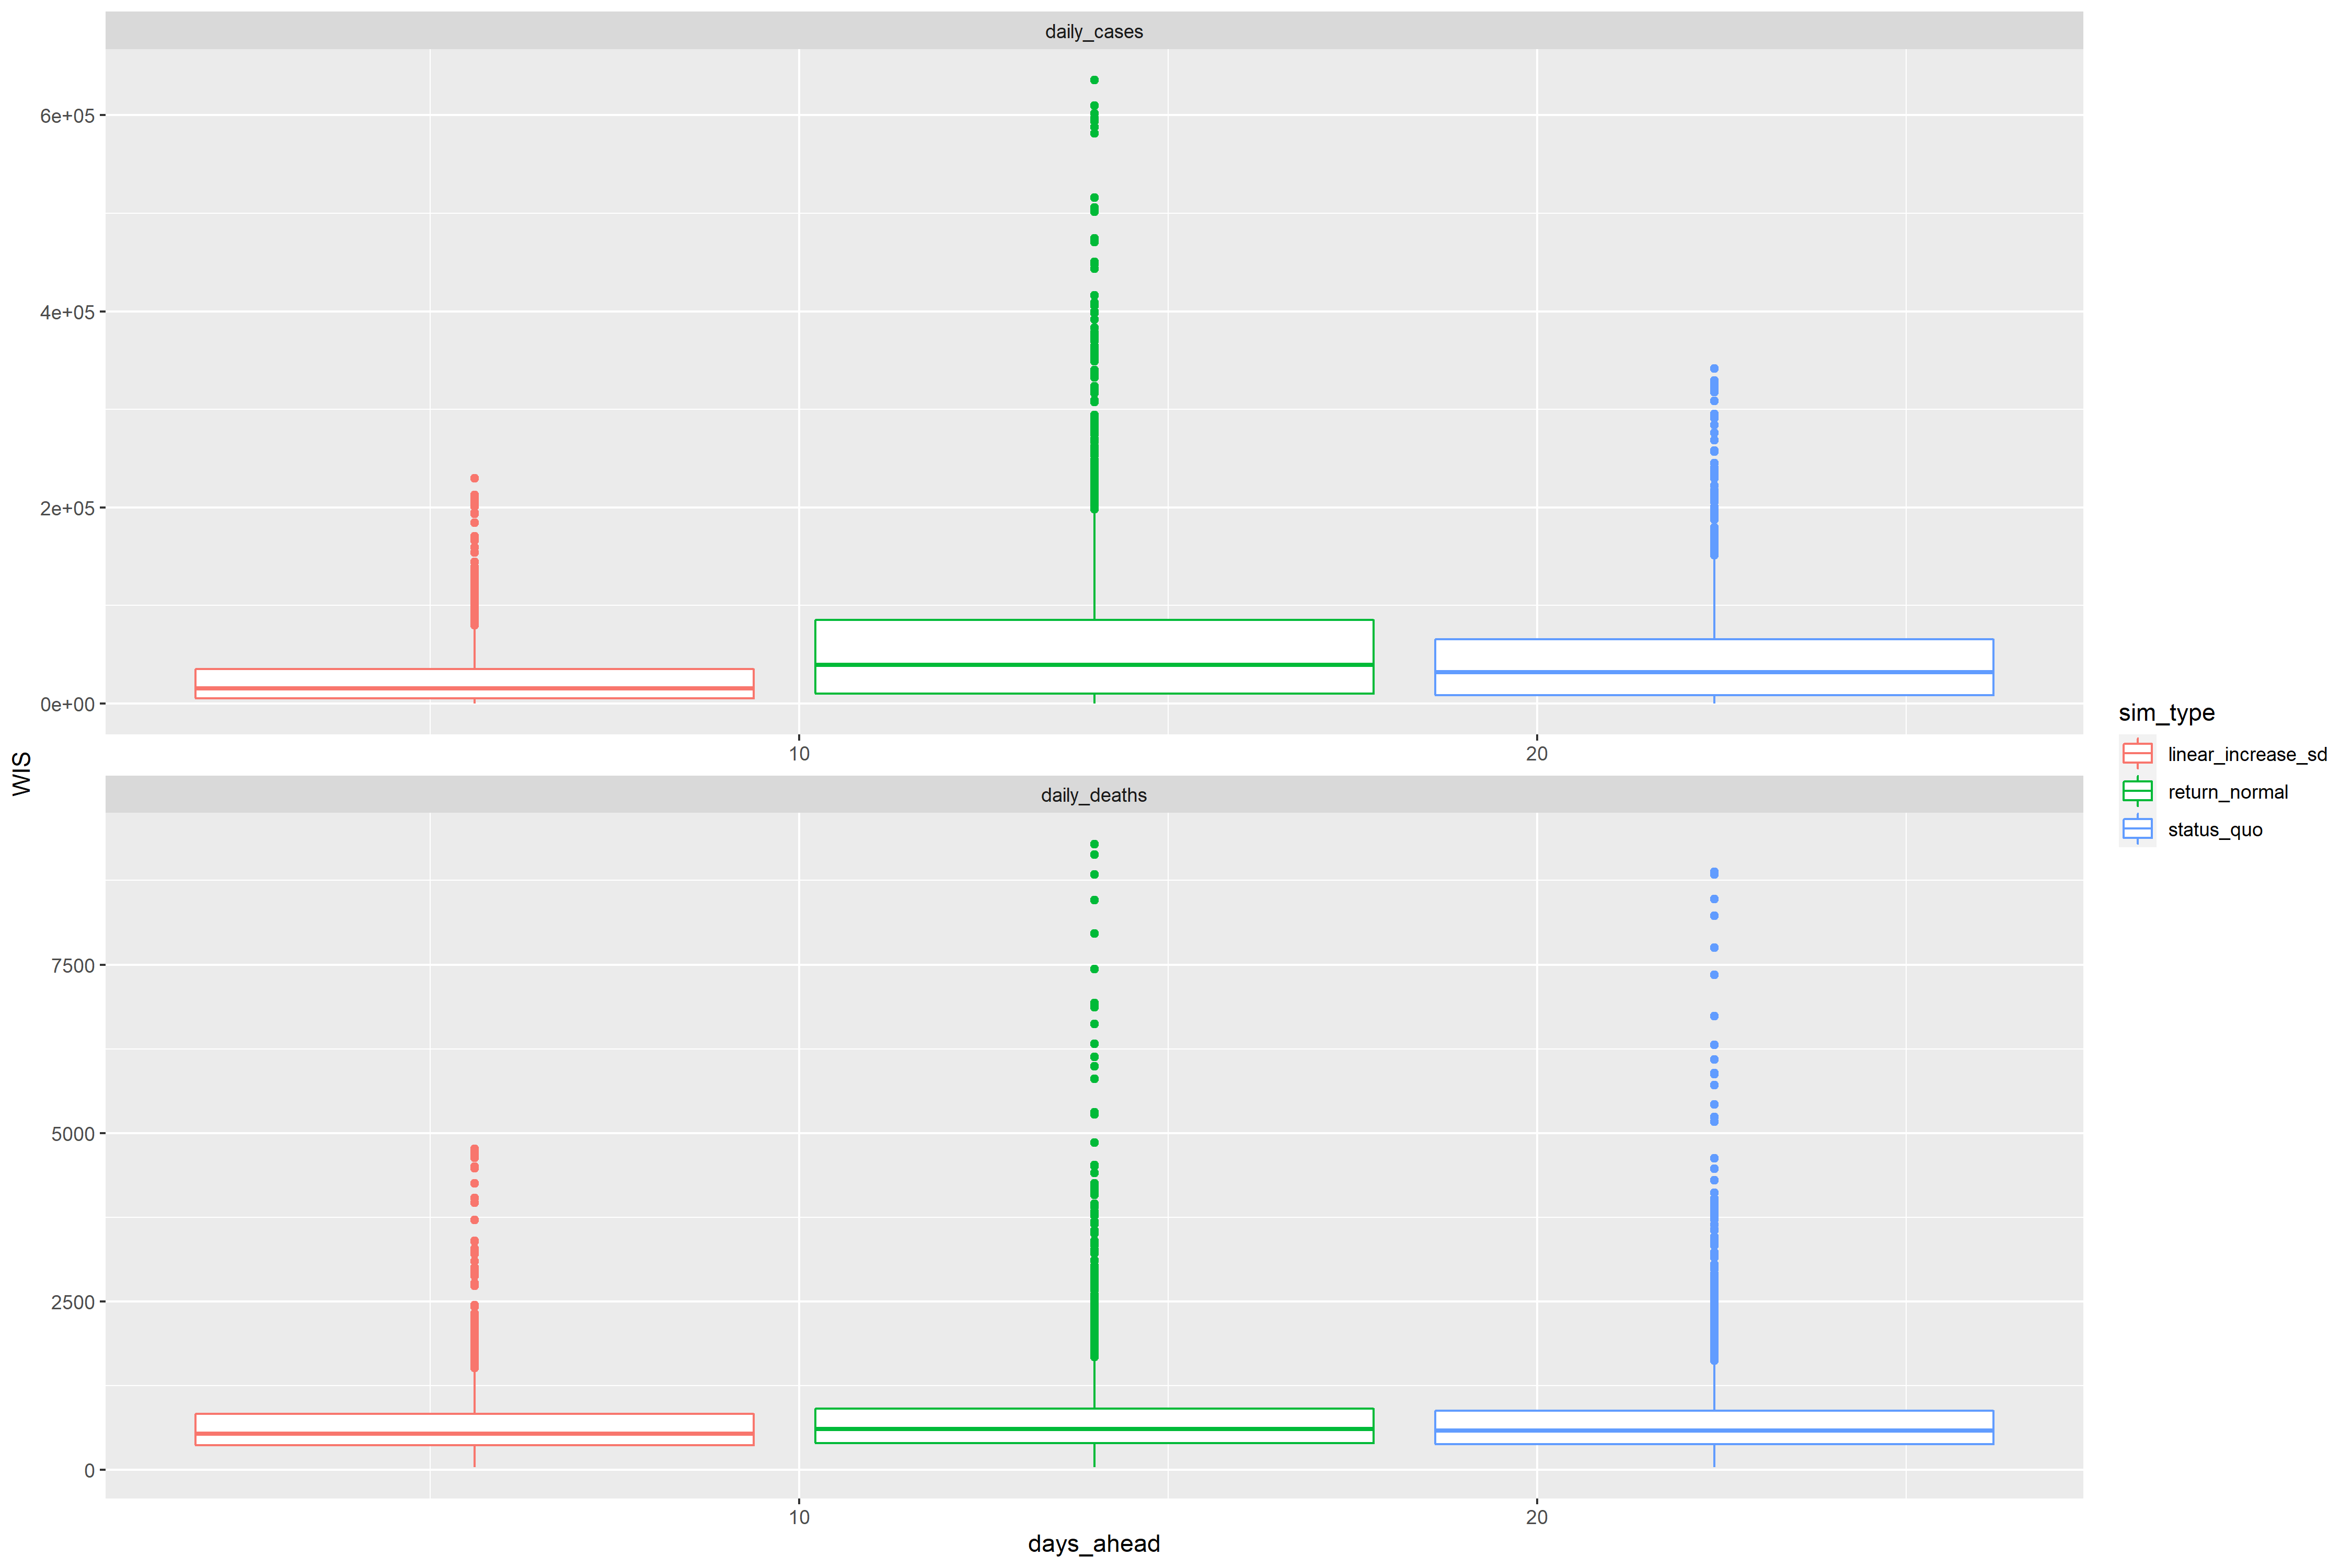 daily_cases
6e+05
4e+05
2e+05
0e+00
10
20
WIS
daily_deaths
7500
5000
2500
0
10
20
days_ahead
sim_type
linear_increase_sd
return_normal
status_quo